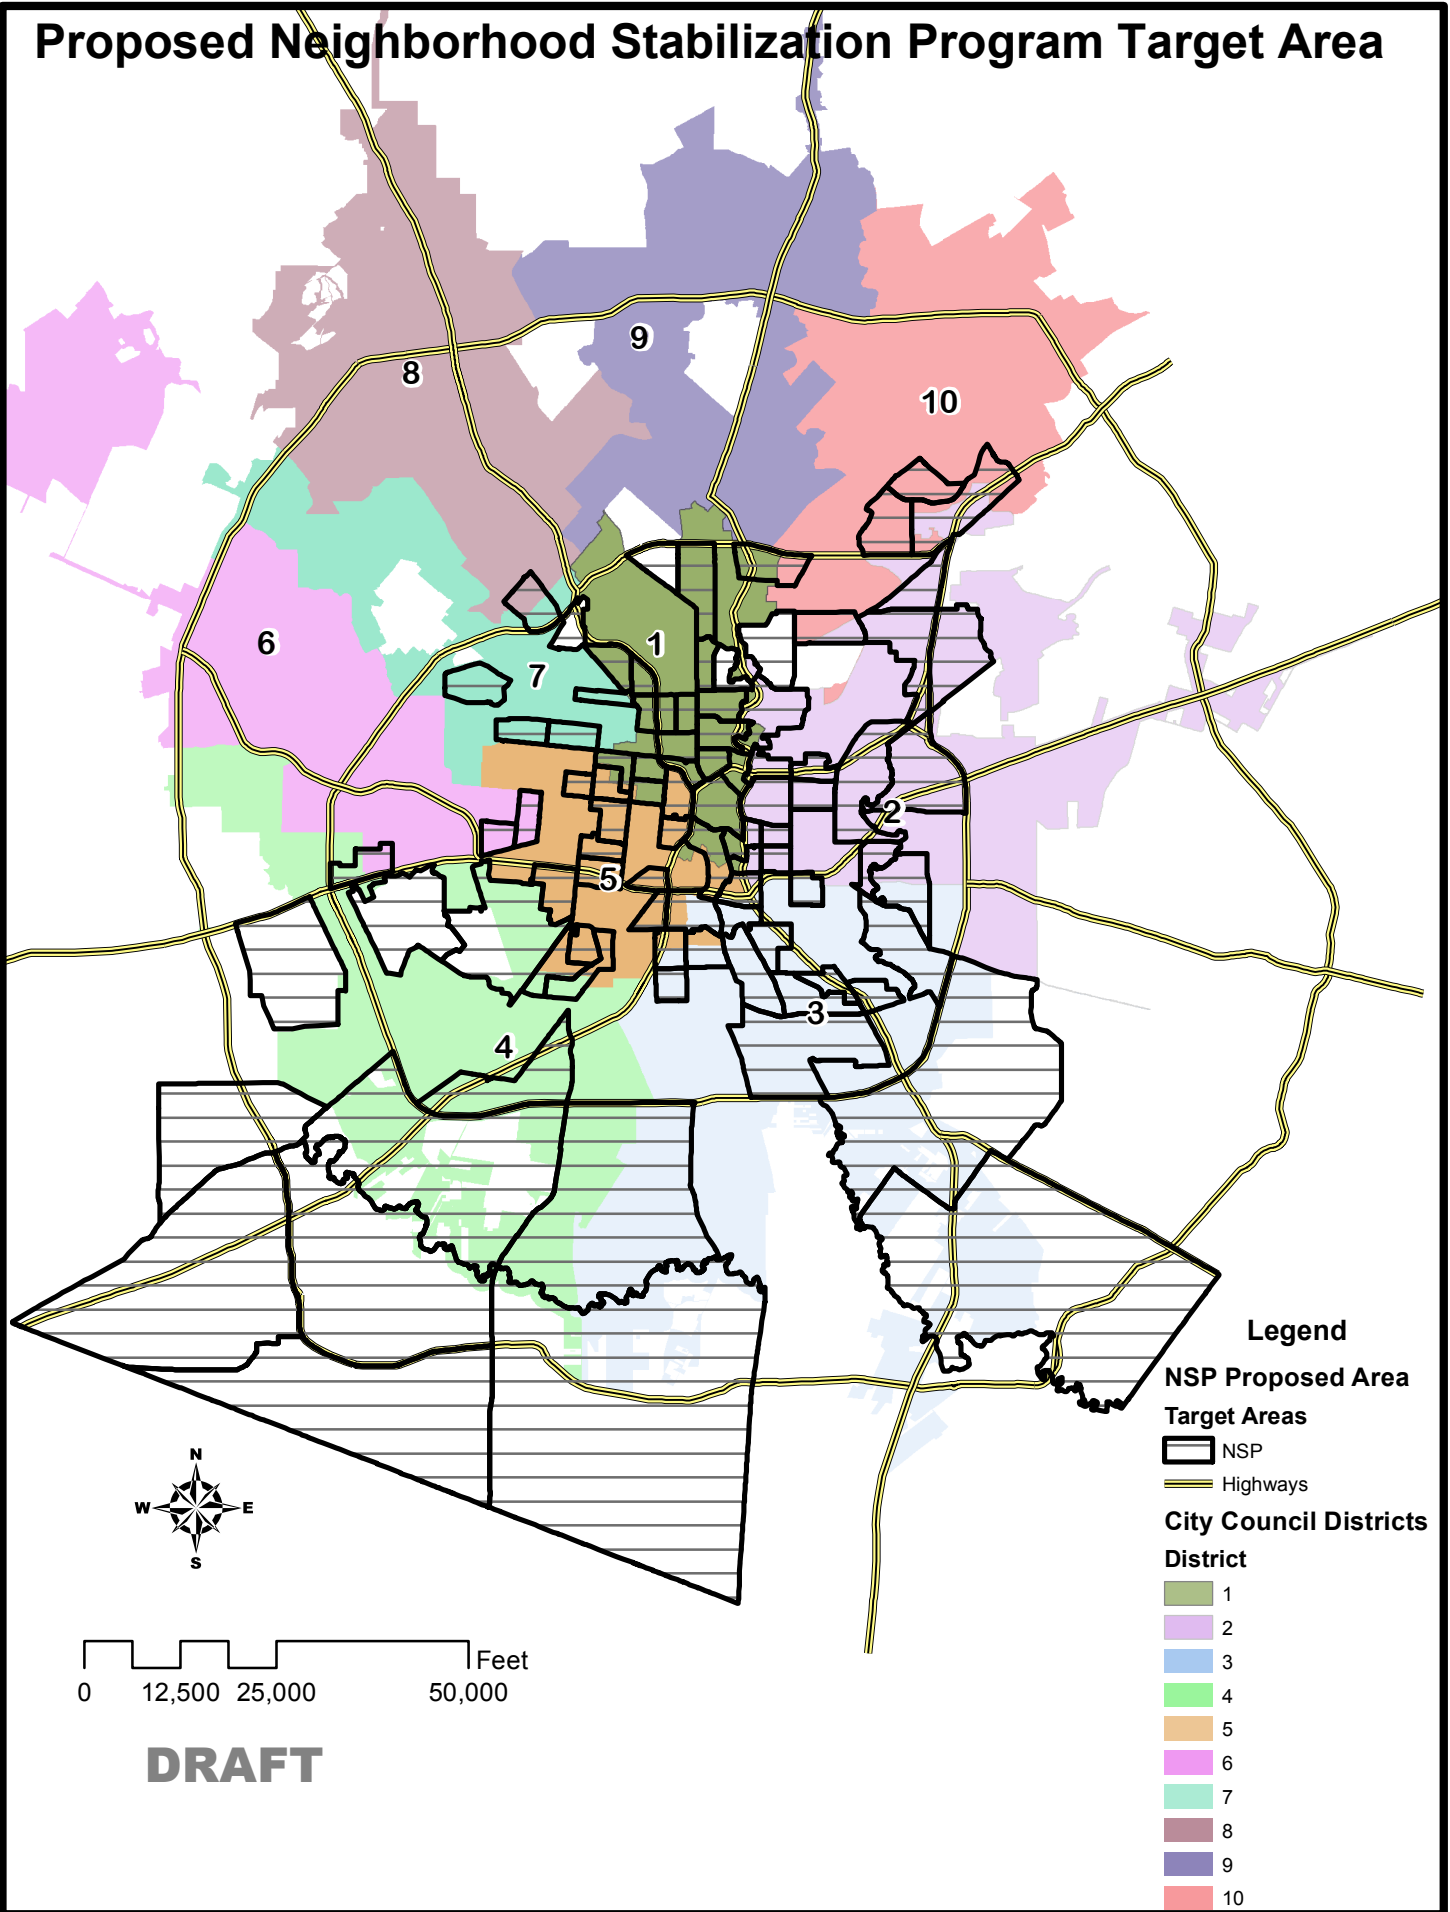 Proposed Neighborhood Stabilization Program Target Area
9
8
10
6
1
7
2
5
3
4
Legend
NSP Proposed Area
Target Areas
NSP
Highways
City Council Districts
District
1
2
3
4
5
6
7
8
9
10
N
W E
S
Feet
0 12,500 25,000 50,000
DRAFT